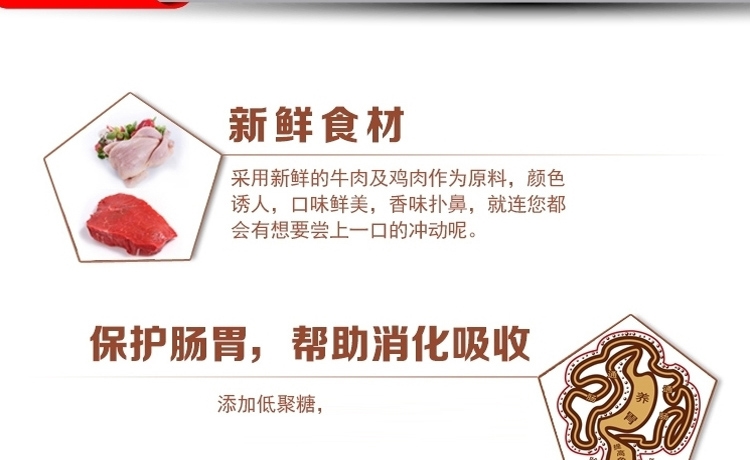 新鲜食材
采用新鲜的牛肉及鸡肉作为原料，颜色
诱人，口味鲜美，香味扑鼻，就连您都
会有想要尝上一口的冲动呢。
保护肠胃，帮助消化吸收
添加低聚糖，
养胃
提高